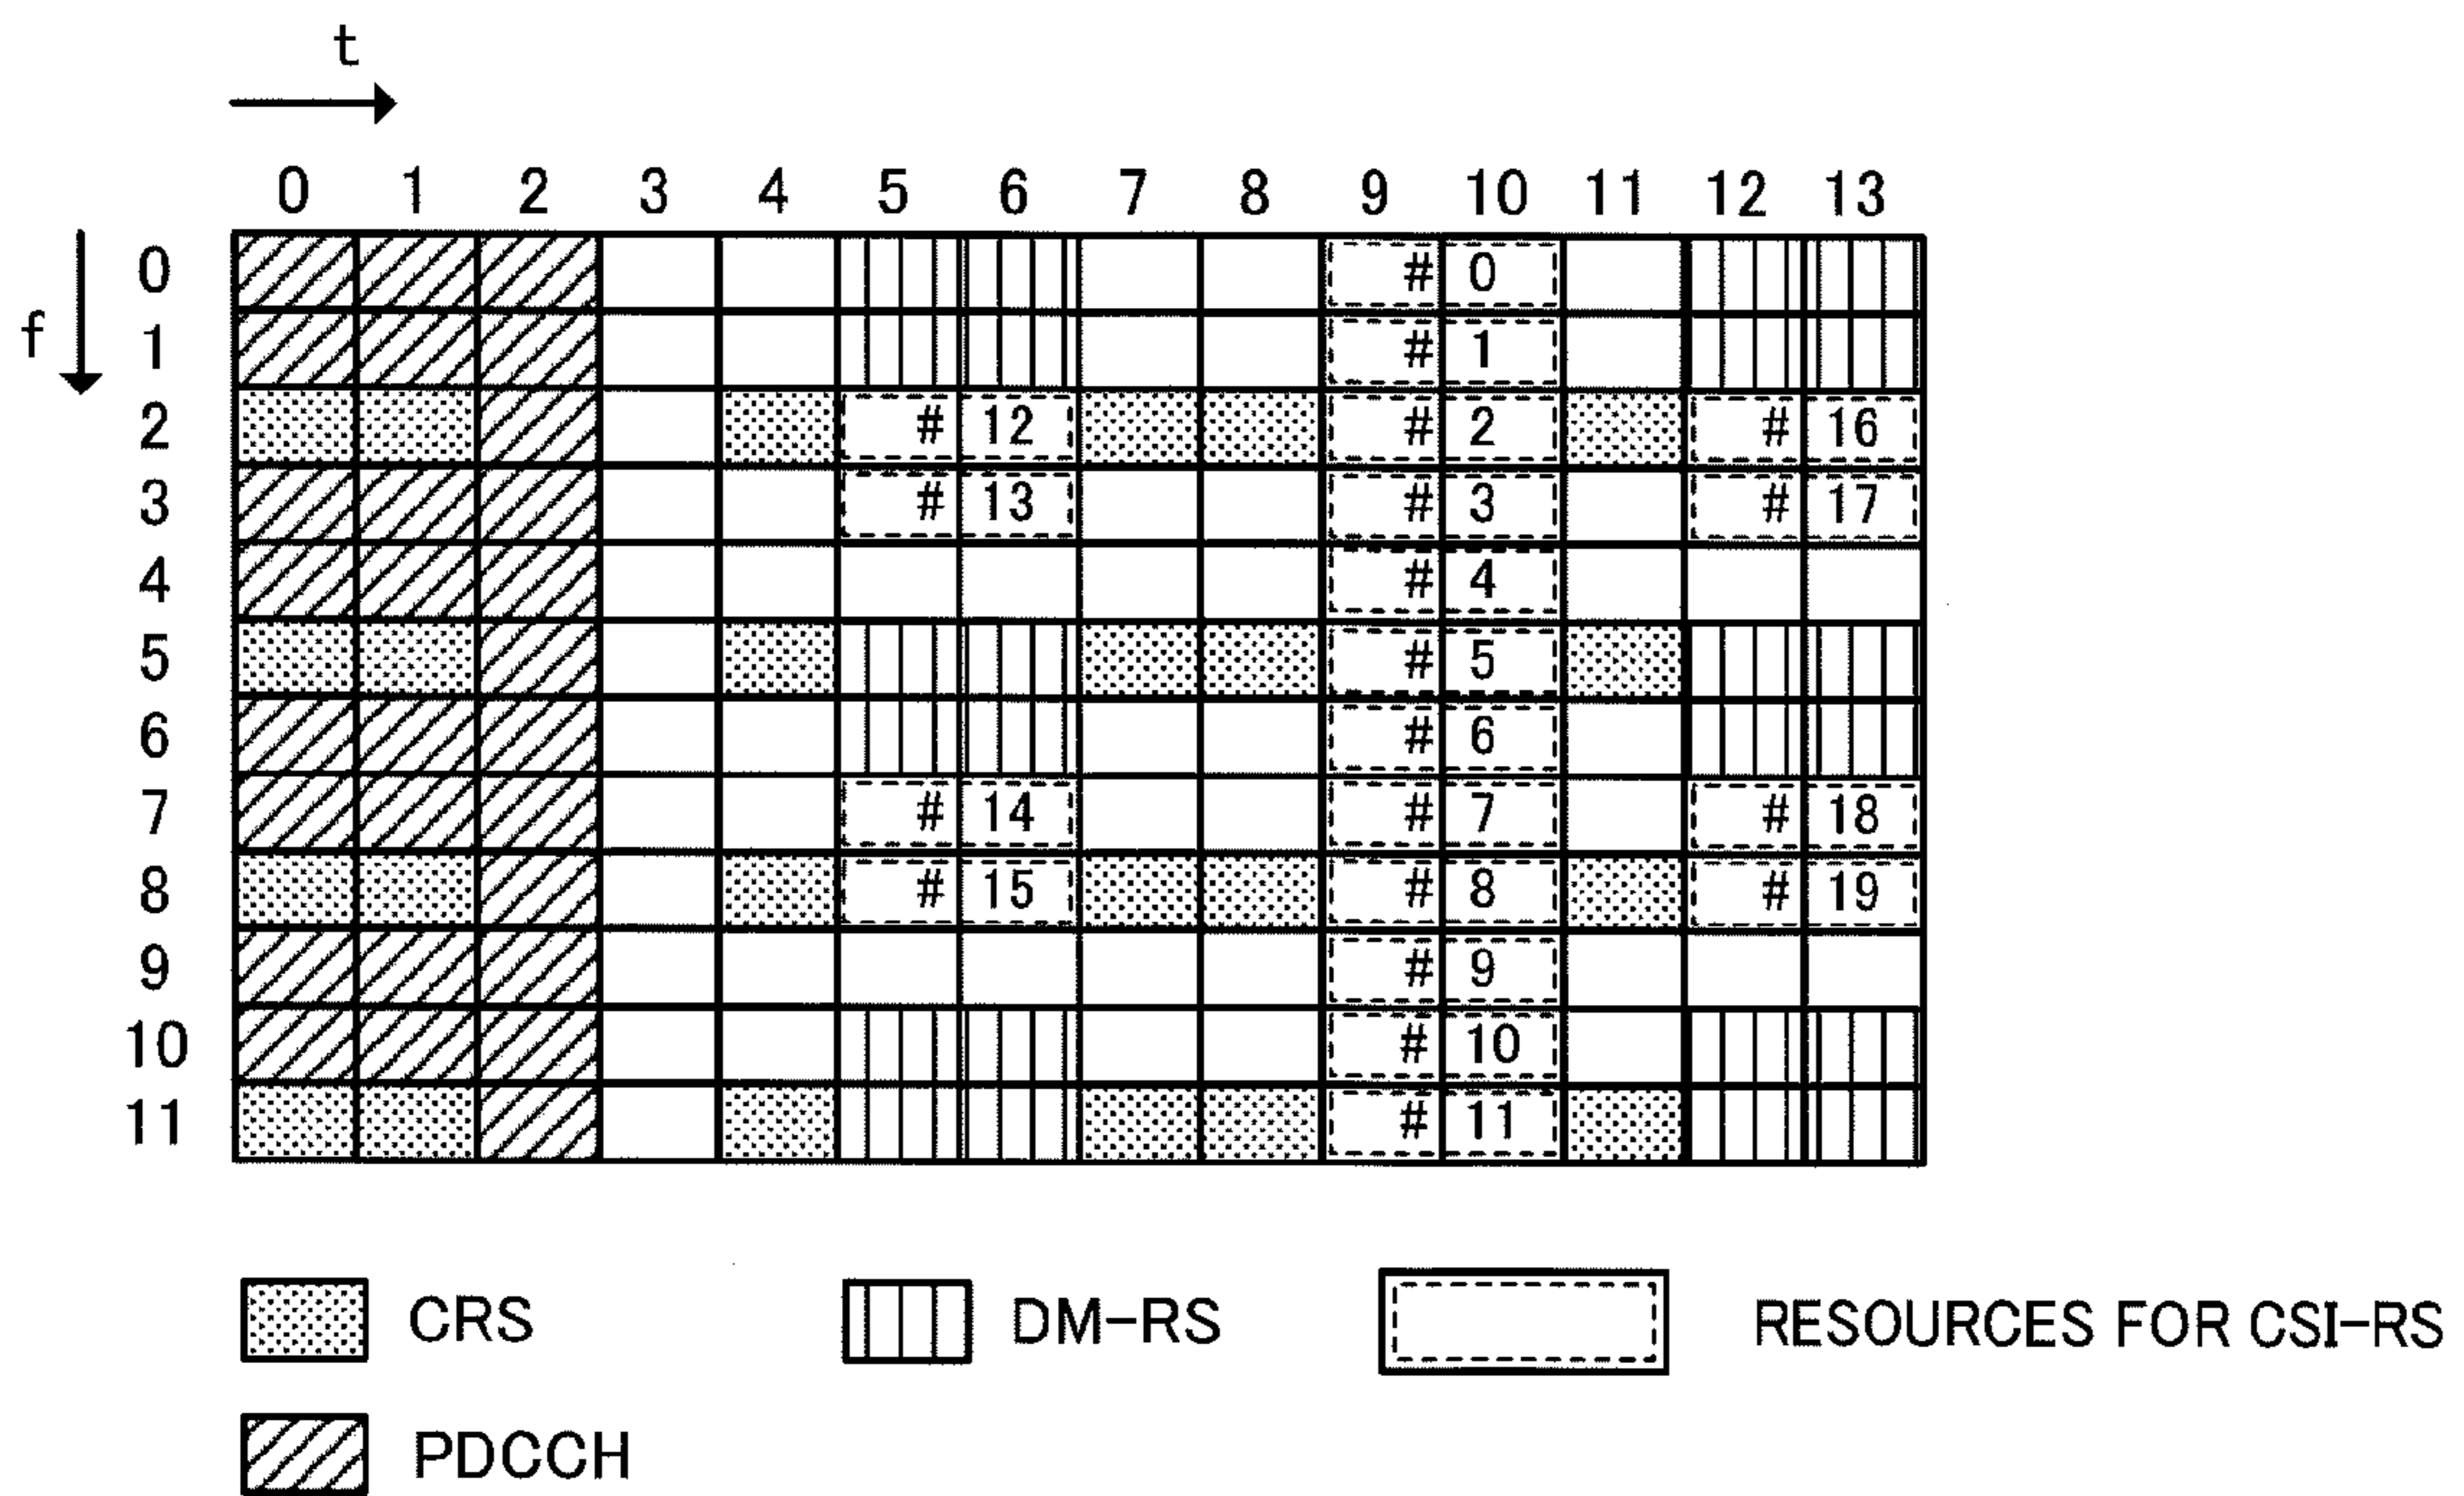 t
0 1 2 3 4 5 6 7 8 9 10 11 12 13
f
0 # 0
1 # 1
2 # 12 # 2 # 16
3 # 13 # 3 # 17
4 # 4
5 # 5
6 # 6
7 # 14 # 7 # 18
8 # 15 # 8 # 19
9 # 9
10 # 10
11 # 11
CRS DM-RS RESOURCES FOR CSI-RS
PDCCH